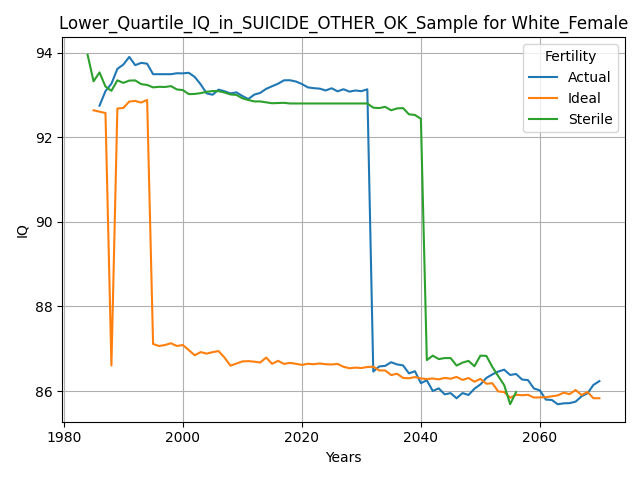 Lower_Quartile_IQ_in_SUICIDE_OTHER_OK_Sample for White_Female
Fertility
Actual
Ideal
Sterile
IQ
94
92
90
88
86
1980
2000
2020
2040
2060
Years